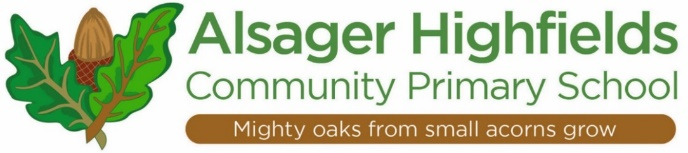 Alsager Highfields
Community Primary School
Mighty oaks from small acorns grow